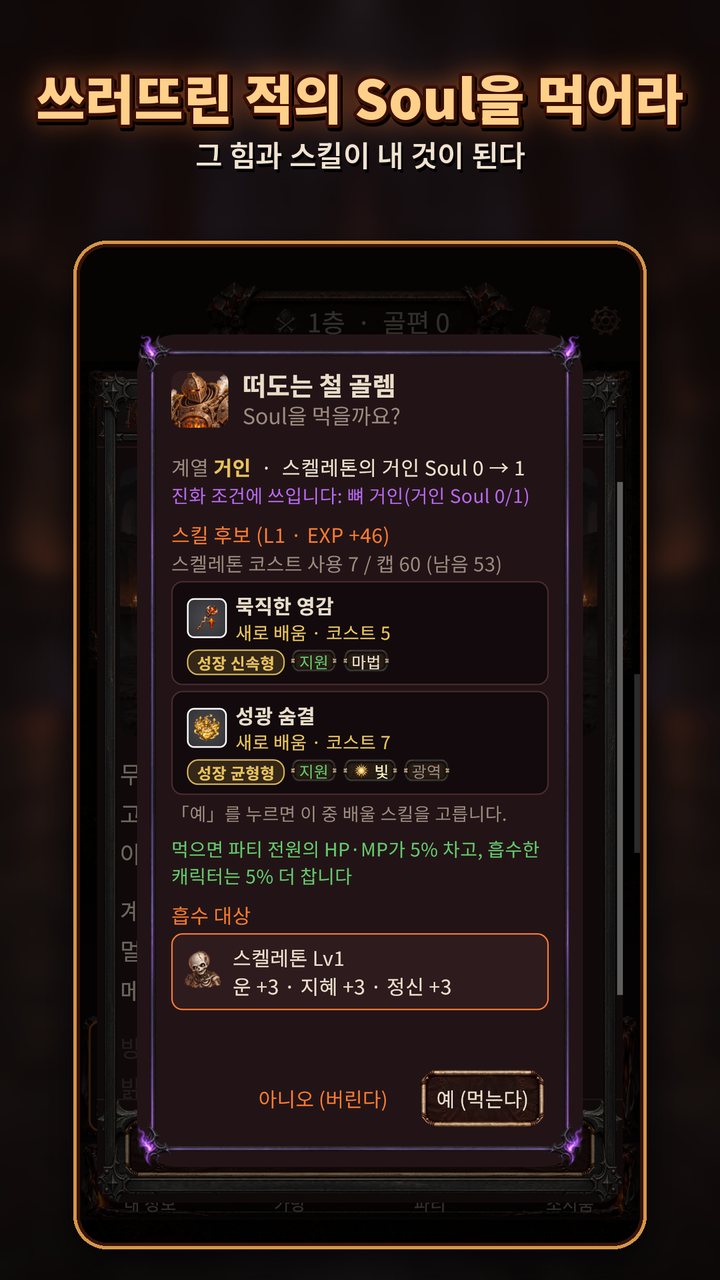 쓰러뜨린 적의 Soul을 먹어라
그 힘과 스킬이 내 것이 된다
1층 · 골편 0
떠도는 철 골렘
Soul을 먹을까요?
계열 거인 · 스켈레톤의 거인 Soul 0 → 1
진화 조건에 쓰입니다: 뼈 거인(거인 Soul 0/1)
스킬 후보 (L1 · EXP +46)
스켈레톤 코스트 사용 7 / 캡 60 (남음 53)
묵직한 영감
새로 배움 · 코스트 5
성장 신속형 지원 마법
성광 숨결
새로 배움 · 코스트 7
성장 균형형 지원 빛 광역
「예」를 누르면 이 중 배울 스킬을 고릅니다.
먹으면 파티 전원의 HP·MP가 5% 차고, 흡수한
캐릭터는 5% 더 찹니다
흡수 대상
스켈레톤 Lv1
운 +3 · 지혜 +3 · 정신 +3
아니오 (버린다)
예 (먹는다)
무
고
이
계
멀
메